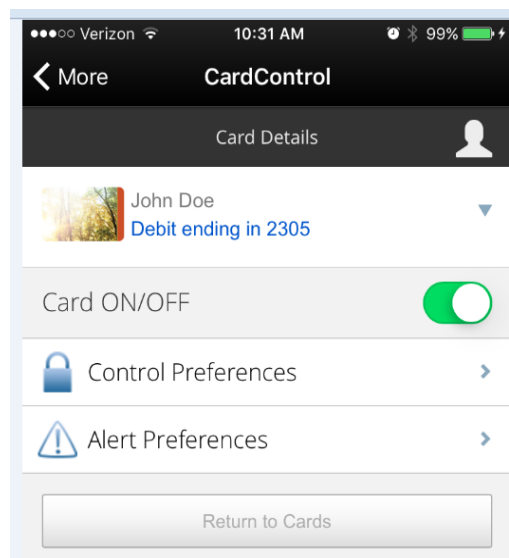 Verizon 10:31 AM 99%
More CardControl
Card Details
John Doe
Debit ending in 2305
Card ON/OFF
Control Preferences
Alert Preferences
Return to Cards